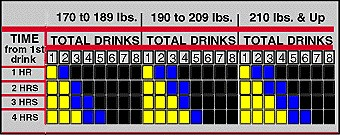 170 to 189 lbs. 190 to 209 lbs. 210 lbs. & Up
TIME from 1st drink TOTAL DRINKS TOTAL DRINKS TOTAL DRINKS
1 2 3 4 5 6 7 8 1 2 3 4 5 6 7 8 1 2 3 4 5 6 7 8
1 HR
2 HRS
3 HRS
4 HRS